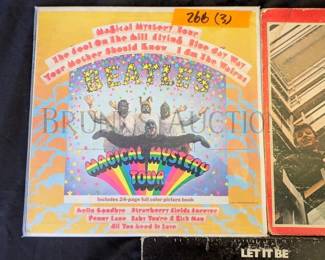 266 (3)
Magical Mystery Tour
The Fool On The Hill Flying Blue Jay Way
Your Mother Should Know I Am The Walrus
BEATLES
BRUNK'S AUCTION
MAGICAL MYSTERY TOUR
Includes 24-page full color picture book
Hello Goodbye Strawberry Fields Forever
Penny Lane Baby You're A Rich Man
All You Need Is Love
LET IT BE